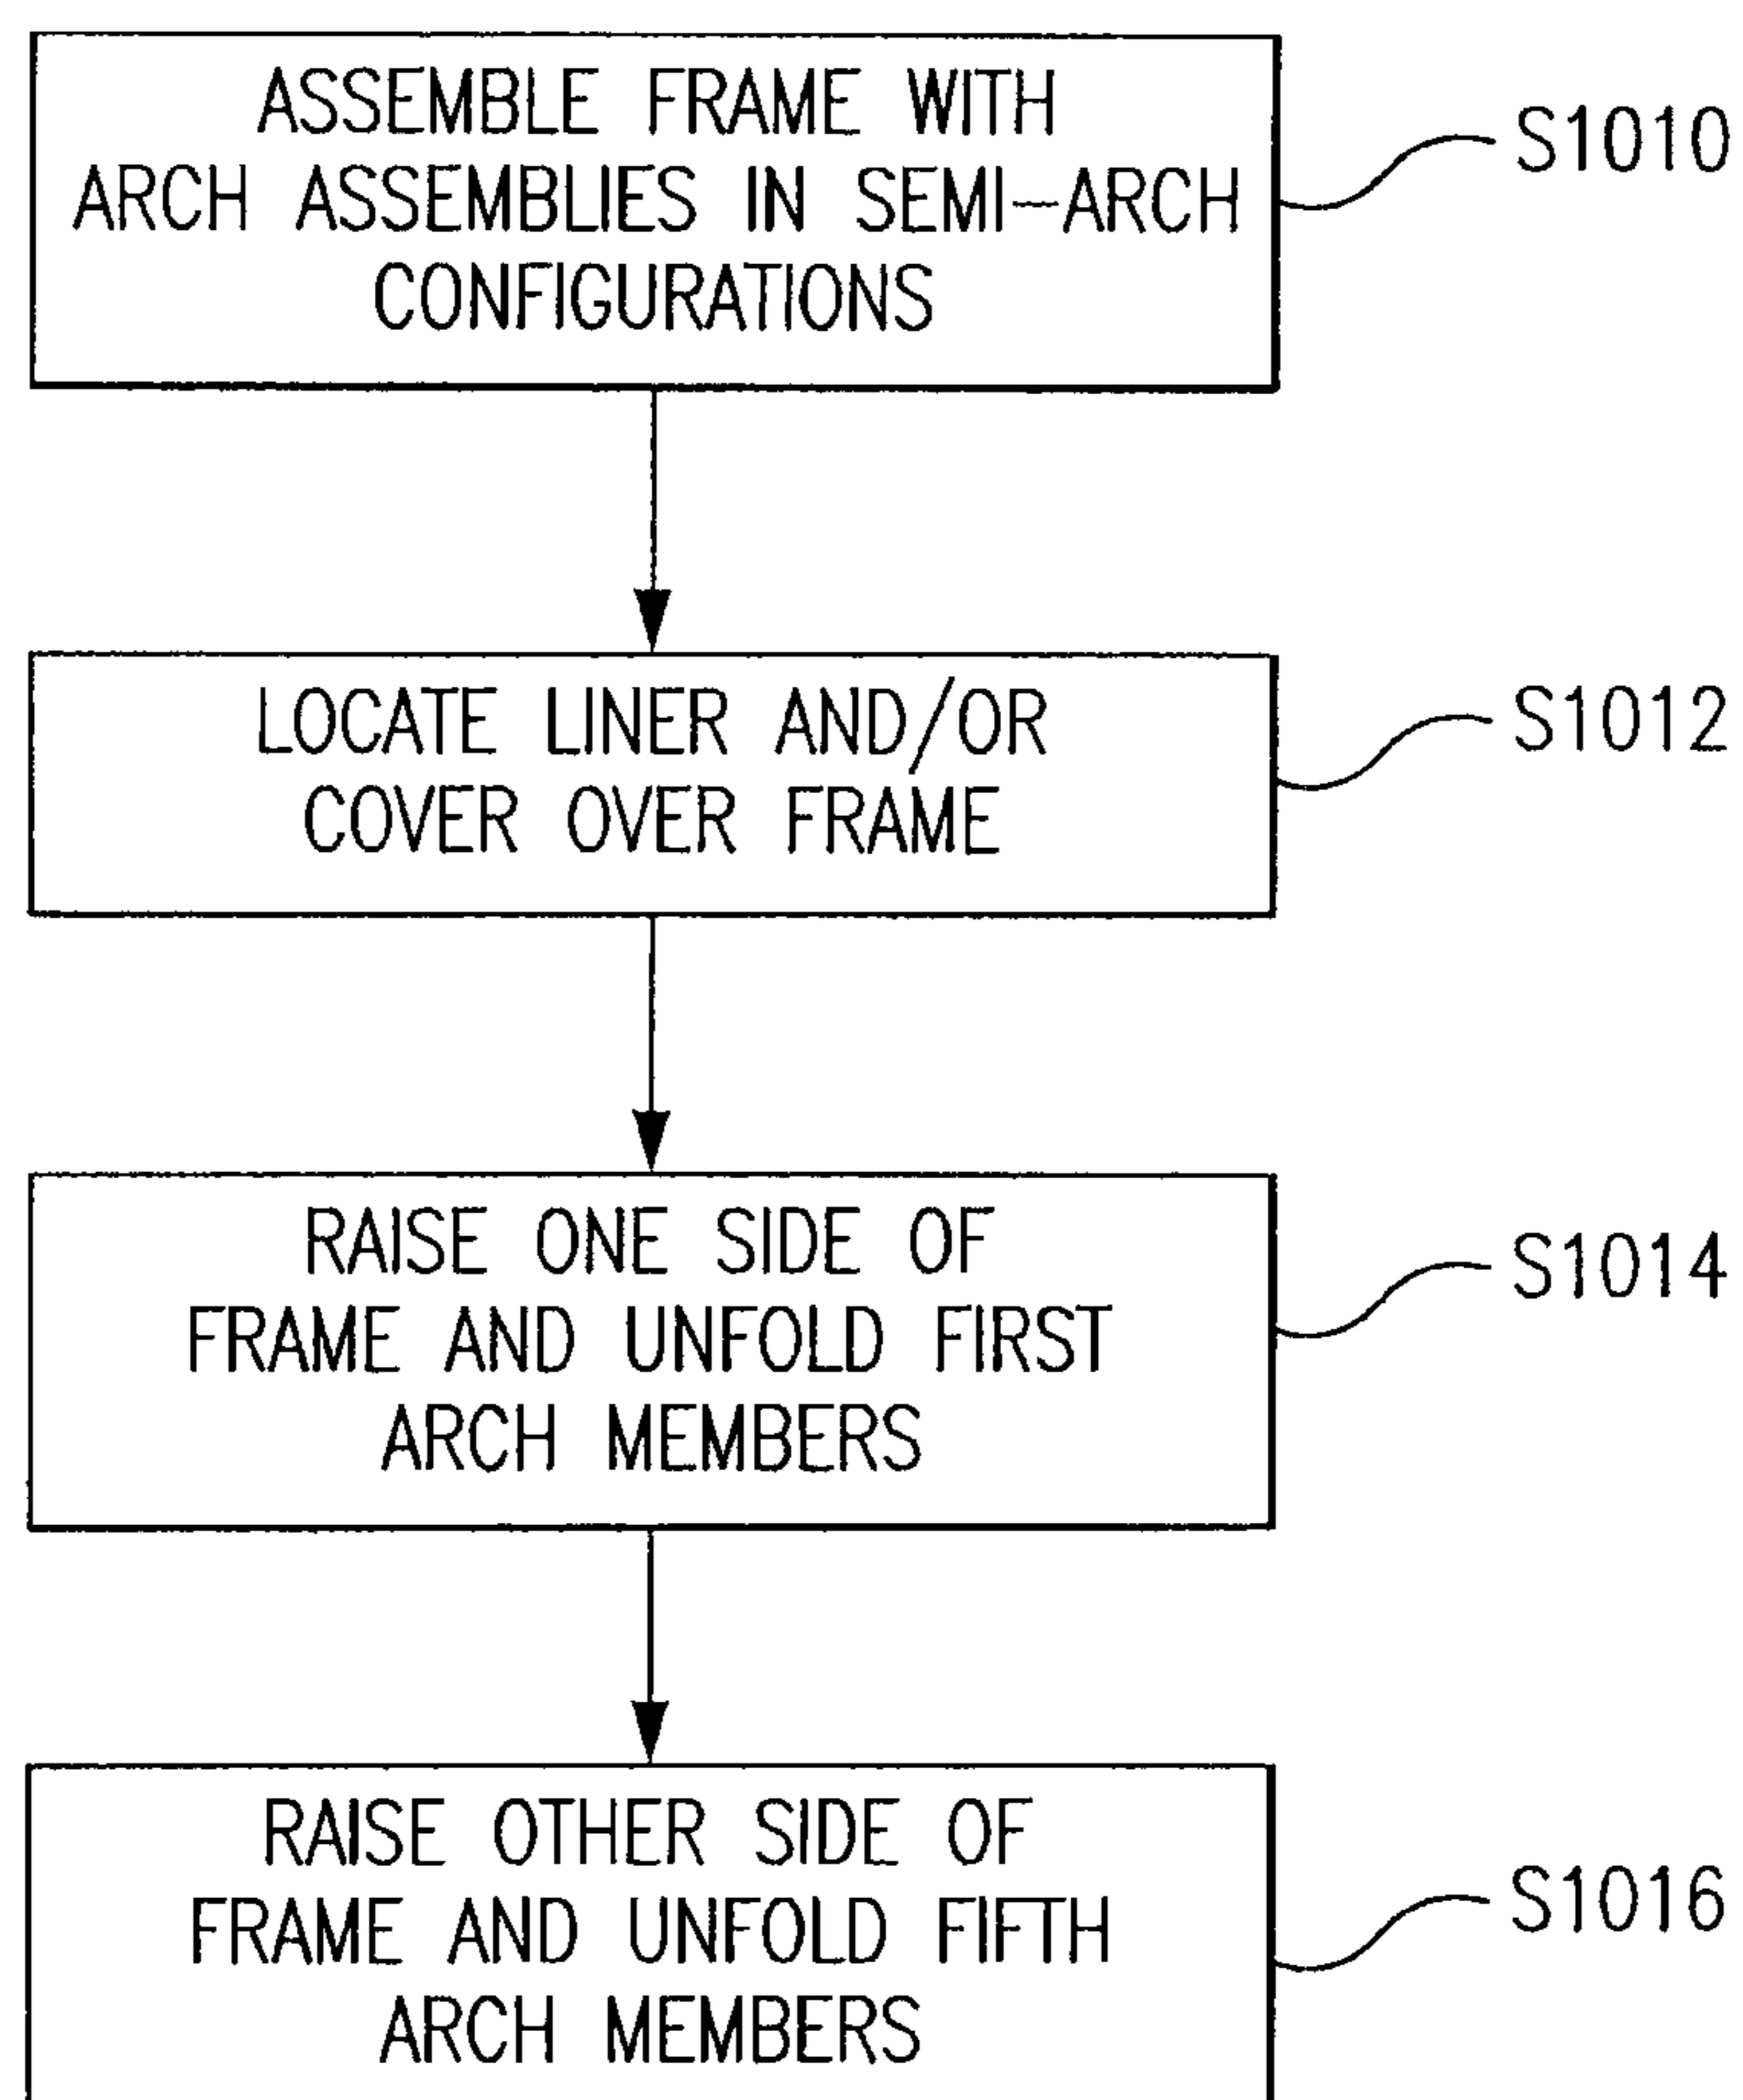 ASSEMBLE FRAME WITH
ARCH ASSEMBLIES IN SEMI-ARCH
CONFIGURATIONS
S1010
LOCATE LINER AND/OR
COVER OVER FRAME
S1012
RAISE ONE SIDE OF
FRAME AND UNFOLD FIRST
ARCH MEMBERS
S1014
RAISE OTHER SIDE OF
FRAME AND UNFOLD FIFTH
ARCH MEMBERS
S1016